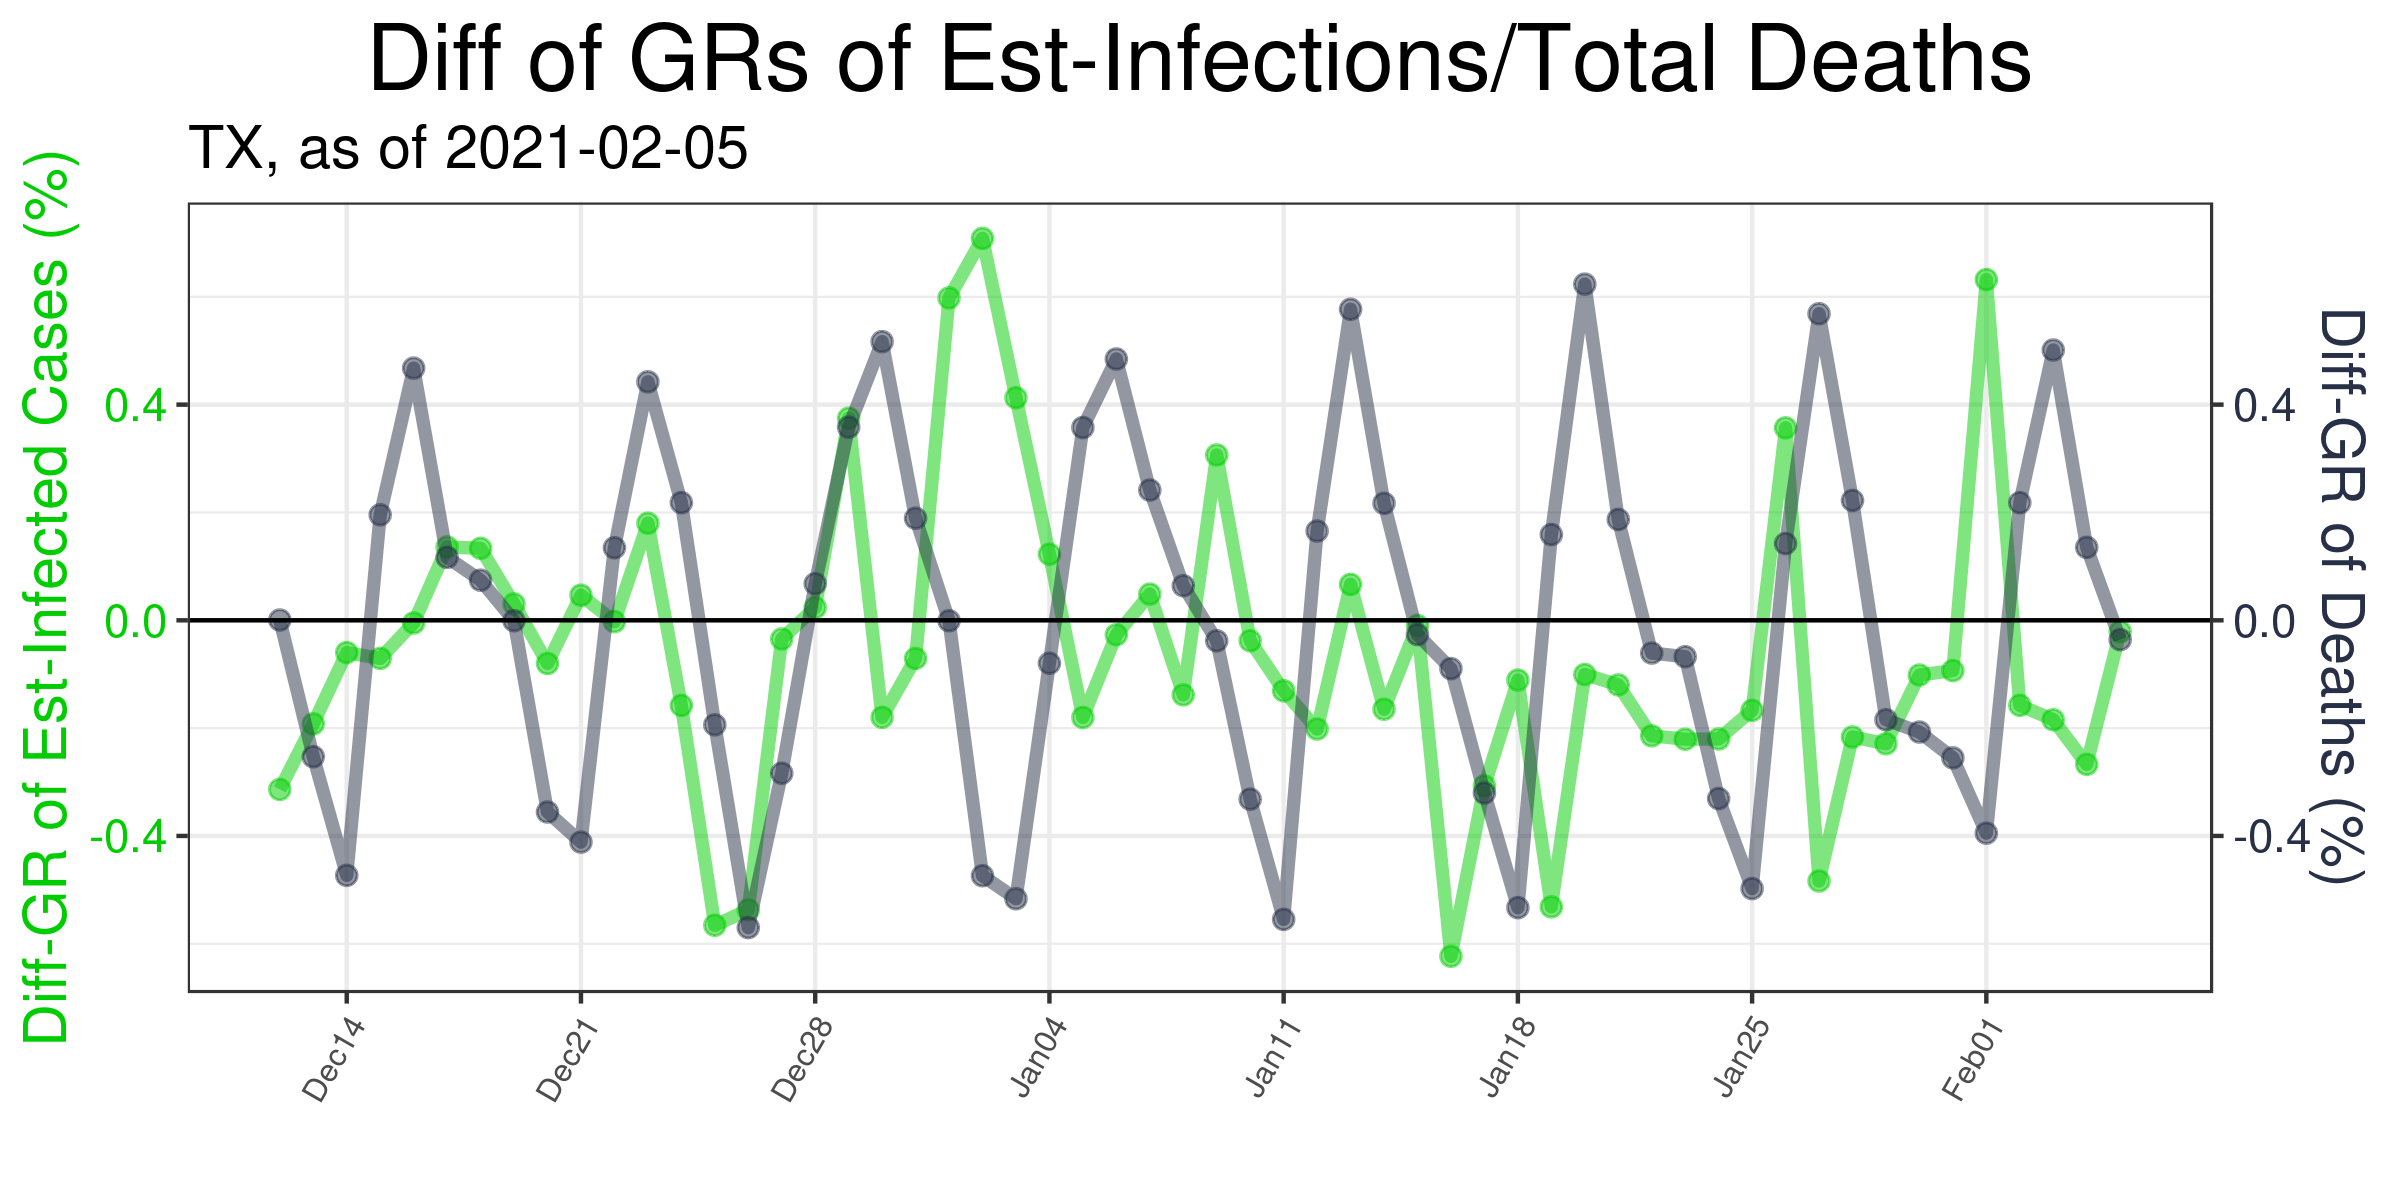 Diff of GRs of Est-Infections/Total Deaths
TX, as of 2021-02-05
Diff-GR of Est-Infected Cases (%)
0.4
0.0
-0.4
0.4
0.0
-0.4
Diff-GR of Deaths (%)
Dec14
Dec21
Dec28
Jan04
Jan11
Jan18
Jan25
Feb01